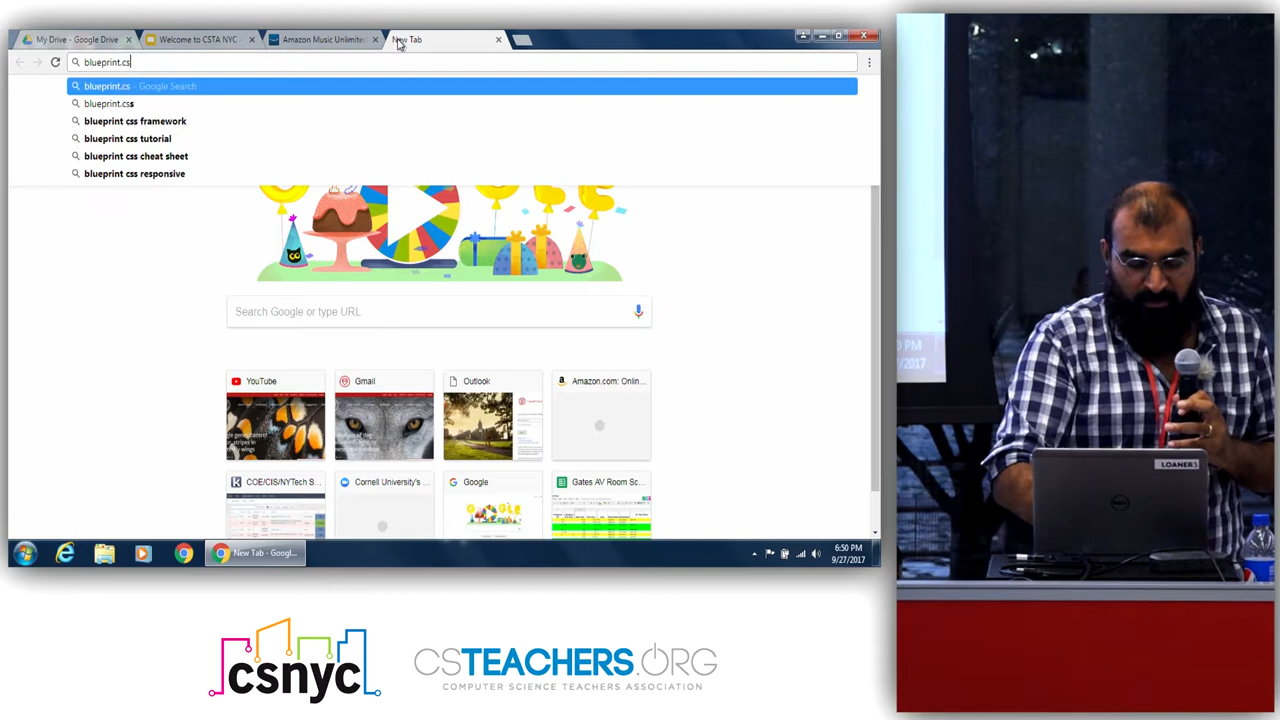 My Drive - Google Drive
Welcome to CSTA NYC -
Amazon Music Unlimite
New Tab
blueprint.cs
blueprint.cs - Google Search
blueprint.css
blueprint css framework
blueprint css tutorial
blueprint css cheat sheet
blueprint css responsive
Search Google or type URL
YouTube
Gmail
Outlook
Amazon.com: Onlin...
COE/CIS/NYTech S...
Cornell University's ...
Google
Gates AV Room Sc...
New Tab - Googl...
6:50 PM
9/27/2017
LOANER
csnyc
CSTEACHERS.ORG
COMPUTER SCIENCE TEACHERS ASSOCIATION